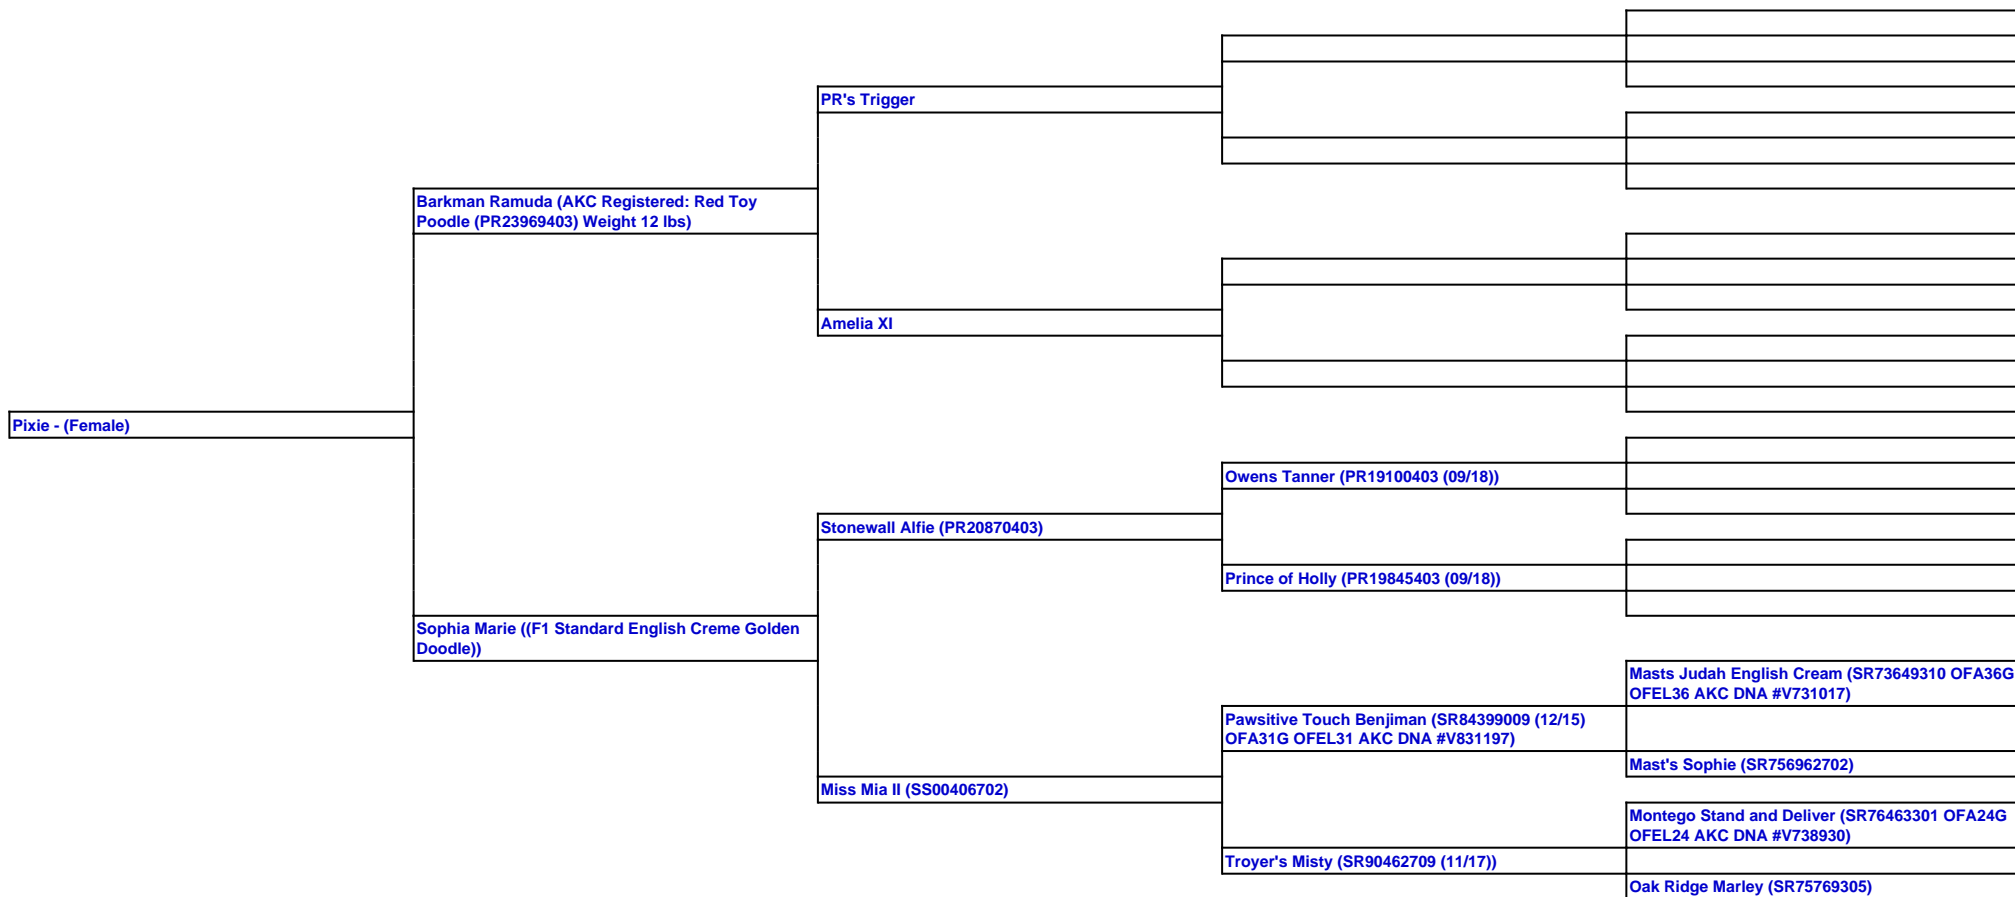 PR's Trigger
Barkman Ramuda (AKC Registered: Red Toy
Poodle (PR23969403) Weight 12 lbs)
Amelia XI
Pixie - (Female)
Owens Tanner (PR19100403 (09/18))
Stonewall Alfie (PR20870403)
Prince of Holly (PR19845403 (09/18))
Sophia Marie ((F1 Standard English Creme Golden
Doodle))
Masts Judah English Cream (SR73649310 OFA36G
OFEL36 AKC DNA #V731017)
Pawsitive Touch Benjiman (SR84399009 (12/15)
OFA31G OFEL31 AKC DNA #V831197)
Mast's Sophie (SR756962702)
Miss Mia II (SS00406702)
Montego Stand and Deliver (SR76463301 OFA24G
OFEL24 AKC DNA #V738930)
Troyer's Misty (SR90462709 (11/17))
Oak Ridge Marley (SR75769305)